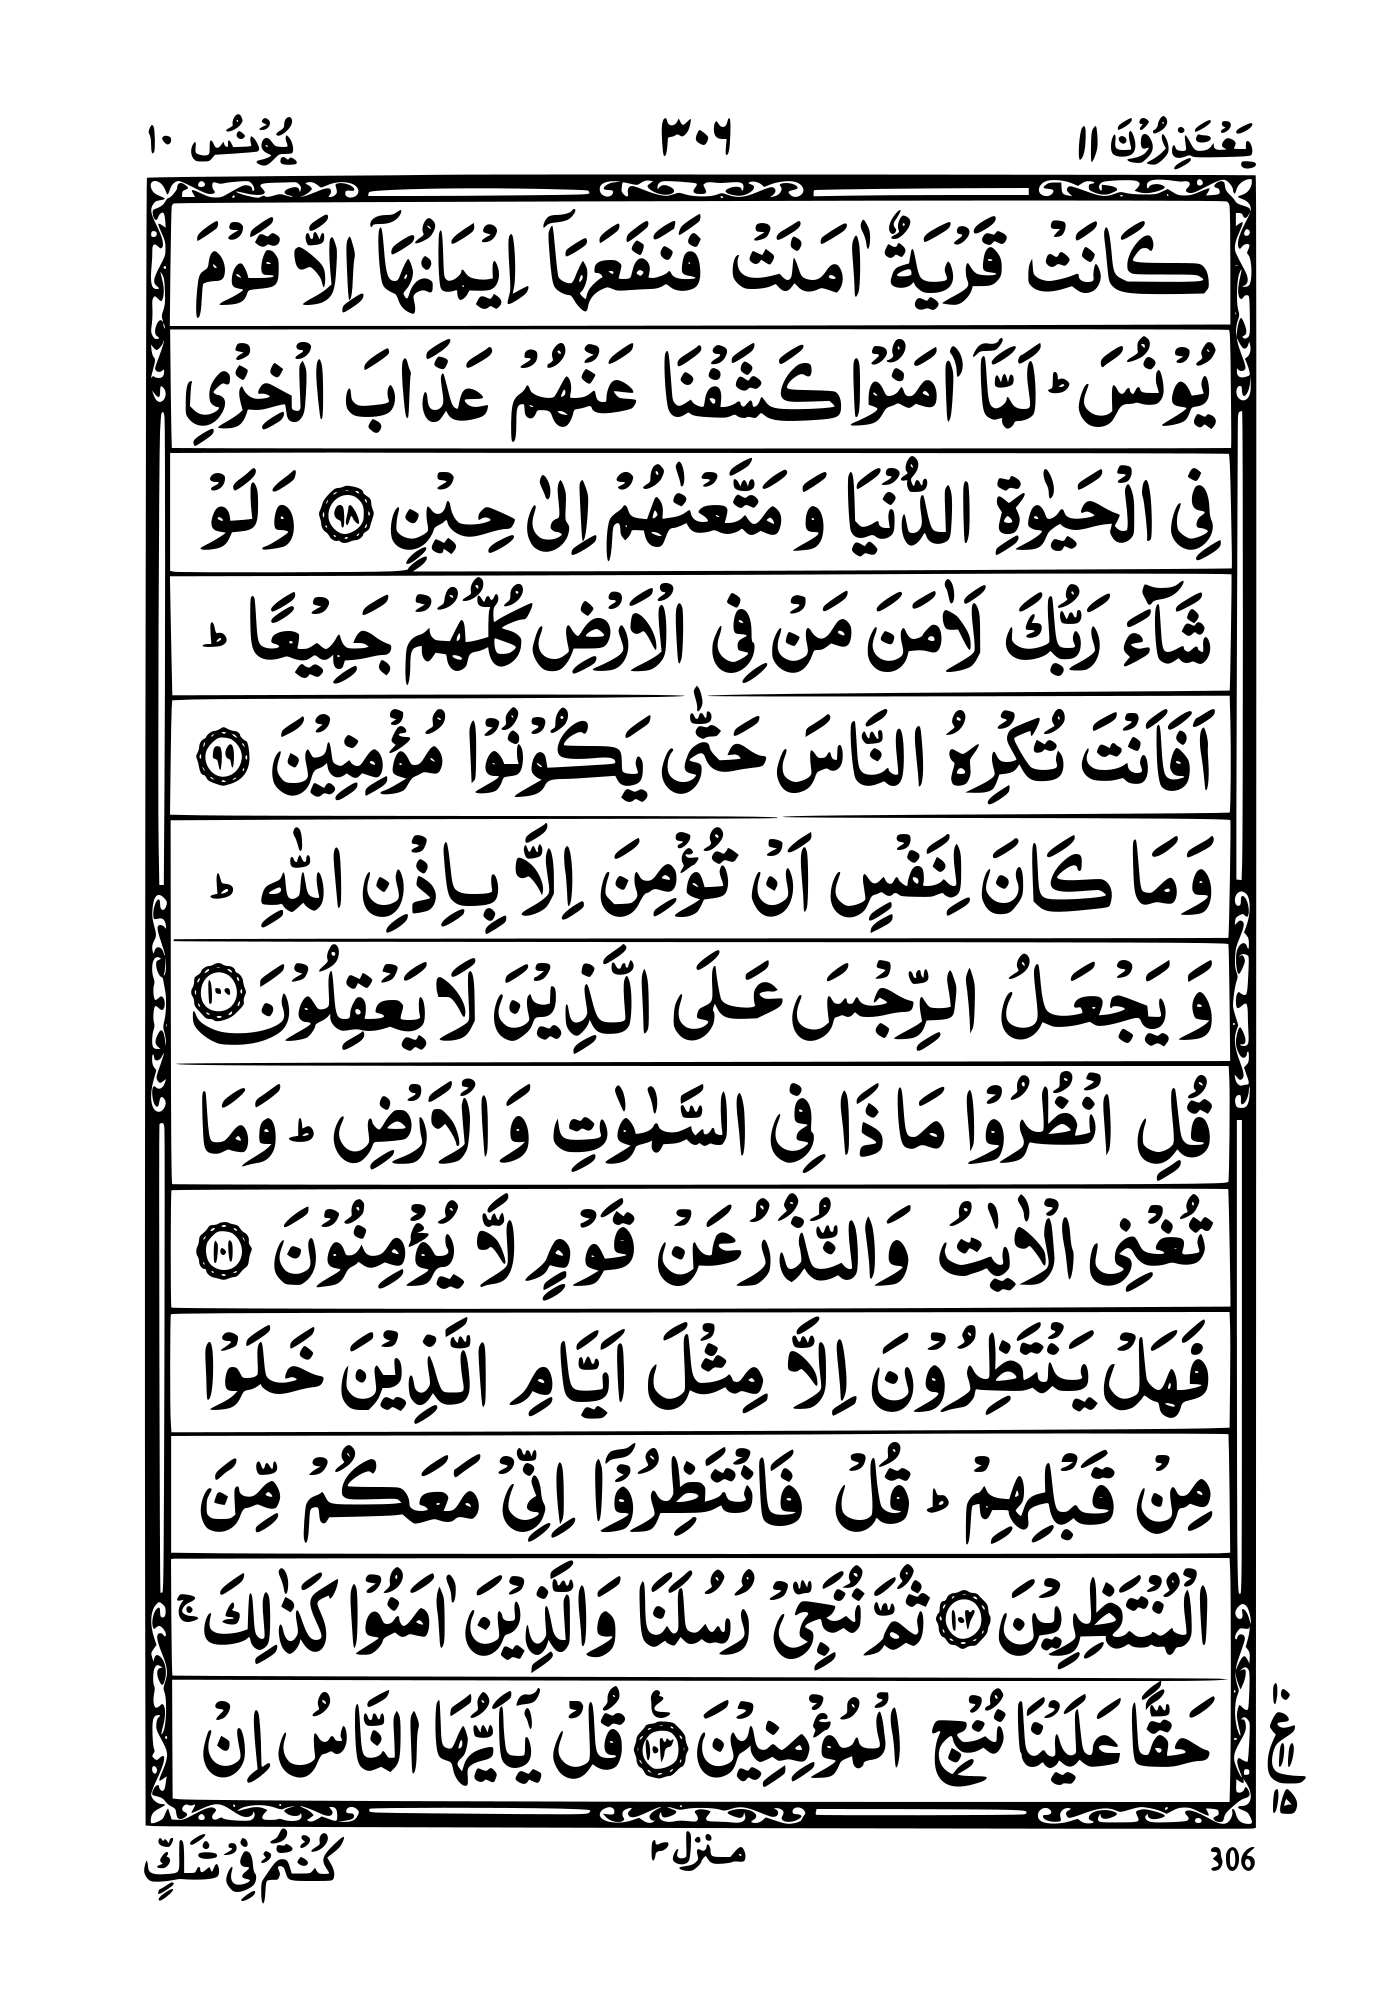 يَعْتَذِرُوْنَ ١١
٣٠٦
يُوْنُس ١٠
كَانَتْ قَرْيَةٌ اٰمَنَتْ فَنَفَعَهَاۤ اِيْمَانُهَاۤ اِلَّا قَوْمَ
يُوْنُسَ ؕ لَمَّاۤ اٰمَنُوْا كَشَفْنَا عَنْهُمْ عَذَابَ الْخِزْیِ
فِی الْحَيٰوةِ الدُّنْيَا وَ مَتَّعْنٰهُمْ اِلٰی حِيْنٍ ٩٨ وَ لَوْ
شَآءَ رَبُّكَ لَاٰمَنَ مَنْ فِی الْاَرْضِ كُلُّهُمْ جَمِيْعًا ؕ
اَفَاَنْتَ تُكْرِهُ النَّاسَ حَتّٰی يَكُوْنُوْا مُؤْمِنِيْنَ ٩٩
وَ مَا كَانَ لِنَفْسٍ اَنْ تُؤْمِنَ اِلَّا بِاِذْنِ اللّٰهِ ؕ
وَ يَجْعَلُ الرِّجْسَ عَلَی الَّذِيْنَ لَا يَعْقِلُوْنَ ١٠٠
قُلِ انْظُرُوْا مَا ذَا فِی السَّمٰوٰتِ وَ الْاَرْضِ ؕ وَ مَا
تُغْنِی الْاٰيٰتُ وَ النُّذُرُ عَنْ قَوْمٍ لَّا يُؤْمِنُوْنَ ١٠١
فَهَلْ يَنْتَظِرُوْنَ اِلَّا مِثْلَ اَيَّامِ الَّذِيْنَ خَلَوْا
مِنْ قَبْلِهِمْ ؕ قُلْ فَانْتَظِرُوْۤا اِنِّیْ مَعَكُمْ مِّنَ
الْمُنْتَظِرِيْنَ ١٠٢ ثُمَّ نُنَجِّیْ رُسُلَنَا وَ الَّذِيْنَ اٰمَنُوْا كَذٰلِكَ ۚ
حَقًّا عَلَيْنَا نُنْجِ الْمُؤْمِنِيْنَ ١٠٣ قُلْ يٰۤاَيُّهَا النَّاسُ اِنْ
١٠
ع
١١
١٥
306
منزل ٣
كُنْتُمْ فِیْ شَكٍّ